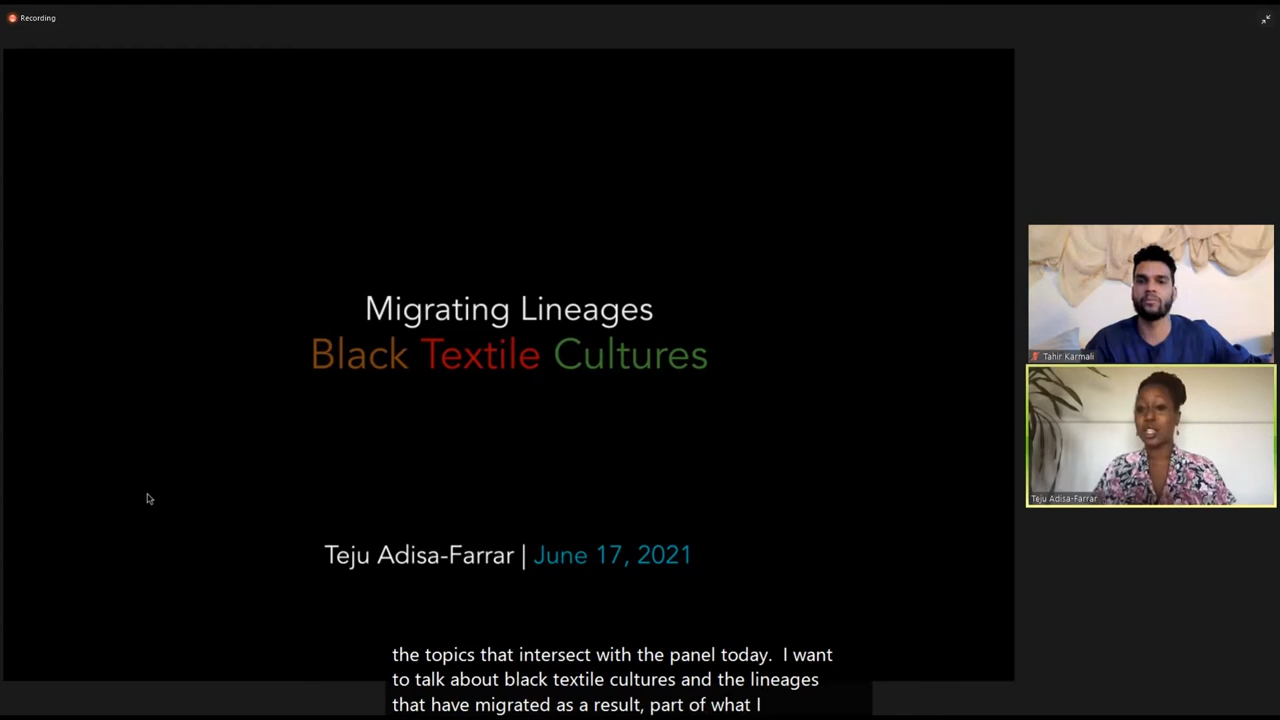 Recording
Migrating Lineages
Black Textile Cultures
Teju Adisa-Farrar | June 17, 2021
Tahir Karmali
Teju Adisa-Farrar
the topics that intersect with the panel today.  I want
to talk about black textile cultures and the lineages
that have migrated as a result, part of what I